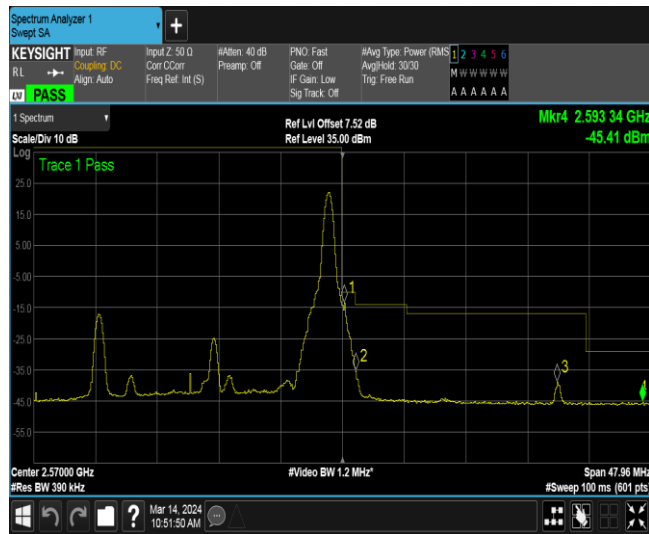 Spectrum Analyzer 1
Swept SA
+
KEYSIGHT
RL
LXI PASS
Input: RF
Coupling: DC
Align: Auto
Input Z: 50 Ω
Corr CCorr
Freq Ref: Int (S)
#Atten: 40 dB
Preamp: Off
PNO: Fast
Gate: Off
IF Gain: Low
Sig Track: Off
#Avg Type: Power (RMS
Avg|Hold: 30/30
Trig: Free Run
1 2 3 4 5 6
M W W W W W
A A A A A A
1 Spectrum
Scale/Div 10 dB
Ref Lvl Offset 7.52 dB
Ref Level 35.00 dBm
Mkr4 2.593 34 GHz
-45.41 dBm
Log
Trace 1 Pass
25.0
15.0
5.00
-5.00
-15.0
-25.0
-35.0
-45.0
-55.0
1
2
3
4
Center 2.57000 GHz
#Res BW 390 kHz
#Video BW 1.2 MHz*
Span 47.96 MHz
#Sweep 100 ms (601 pts)
?
Mar 14, 2024
10:51:50 AM